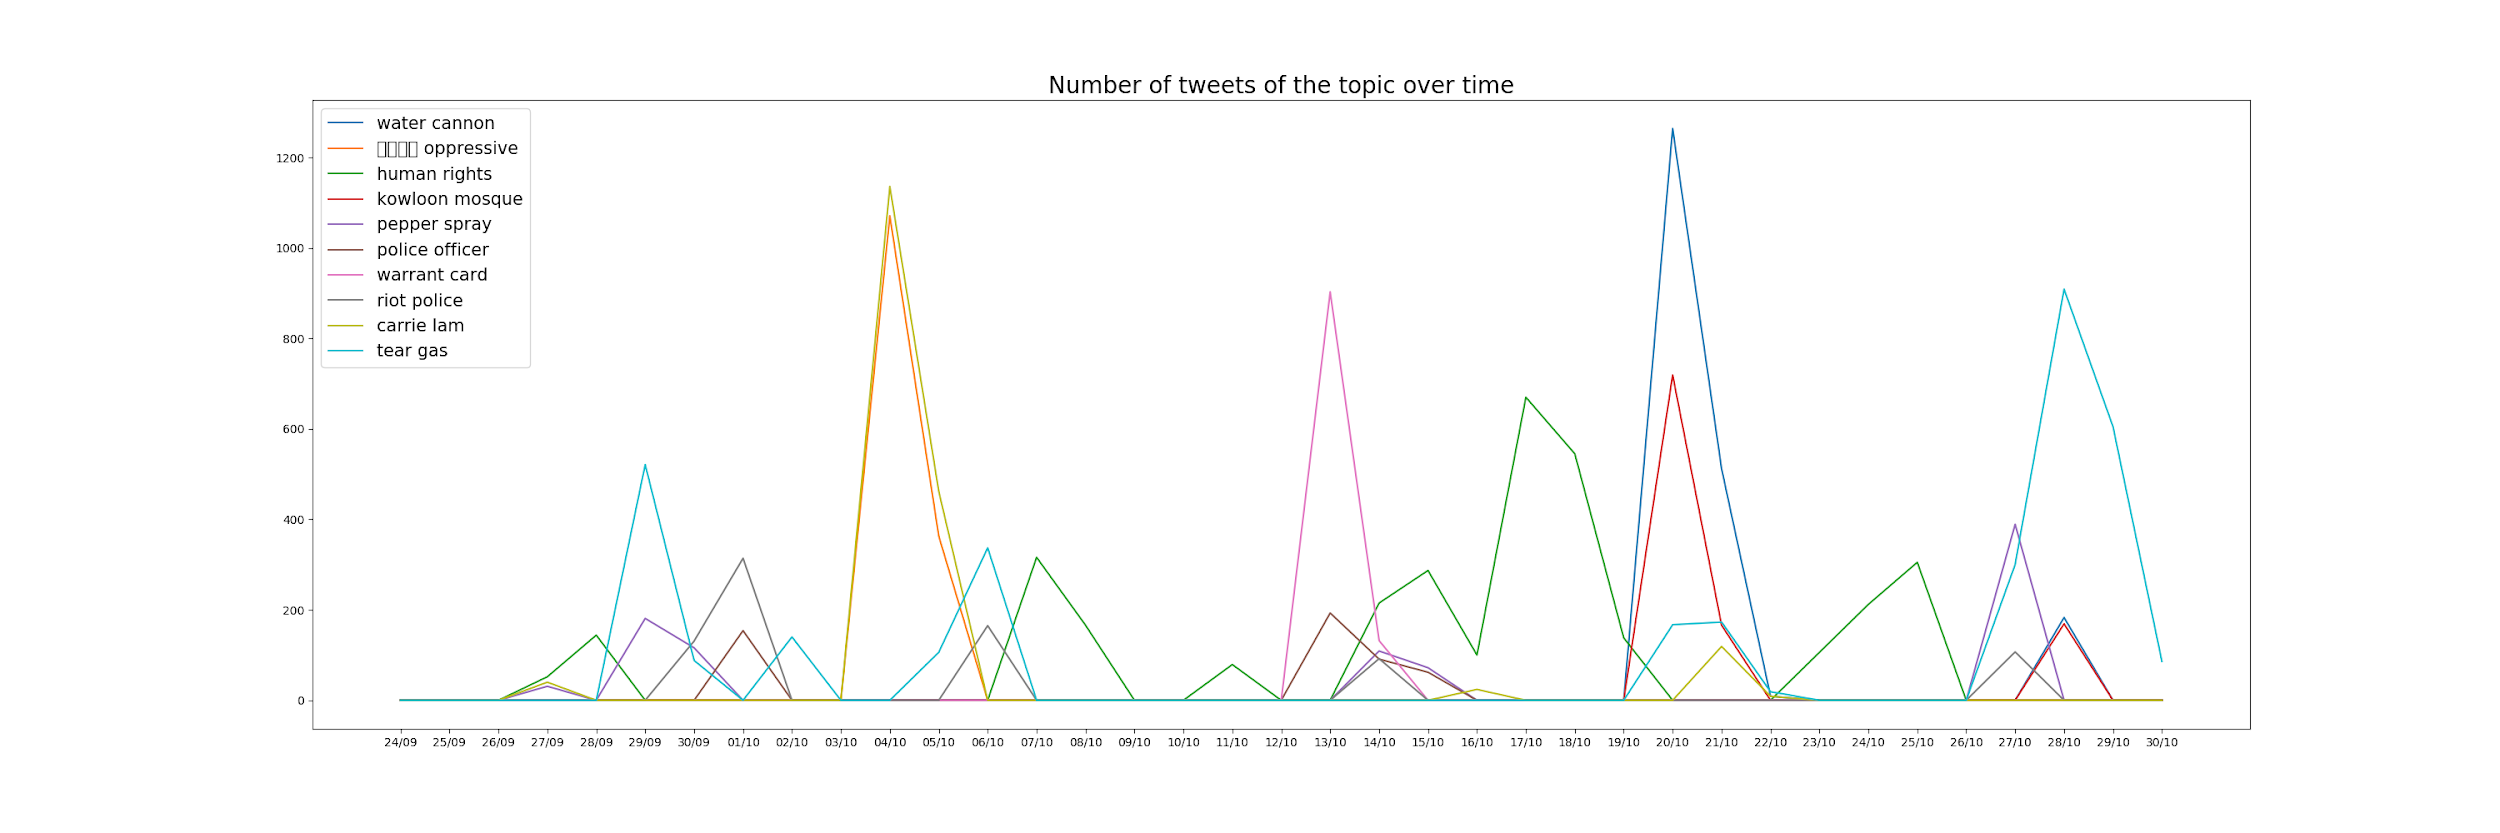 Number of tweets of the topic over time
water cannon
oppressive
human rights
kowloon mosque
pepper spray
police officer
warrant card
riot police
carrie lam
tear gas
1200
1000
800
600
400
200
0
24/09 25/09 26/09 27/09 28/09 29/09 30/09 01/10 02/10 03/10 04/10 05/10 06/10 07/10 08/10 09/10 10/10 11/10 12/10 13/10 14/10 15/10 16/10 17/10 18/10 19/10 20/10 21/10 22/10 23/10 24/10 25/10 26/10 27/10 28/10 29/10 30/10